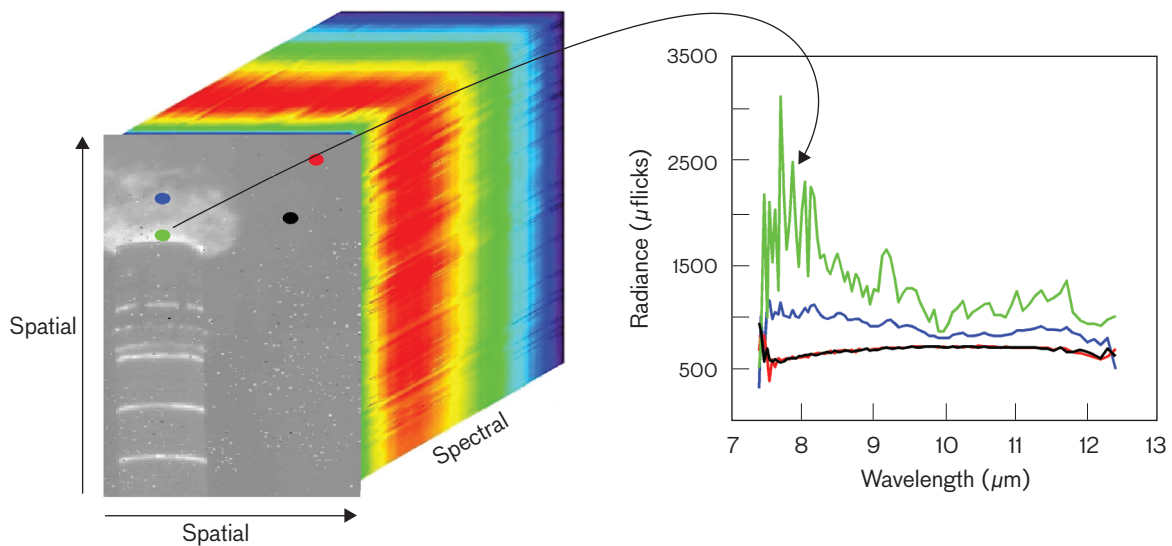 Spatial
Spatial
Spectral
3500
2500
1500
500
Radiance (µflicks)
7 8 9 10 11 12 13
Wavelength (µm)